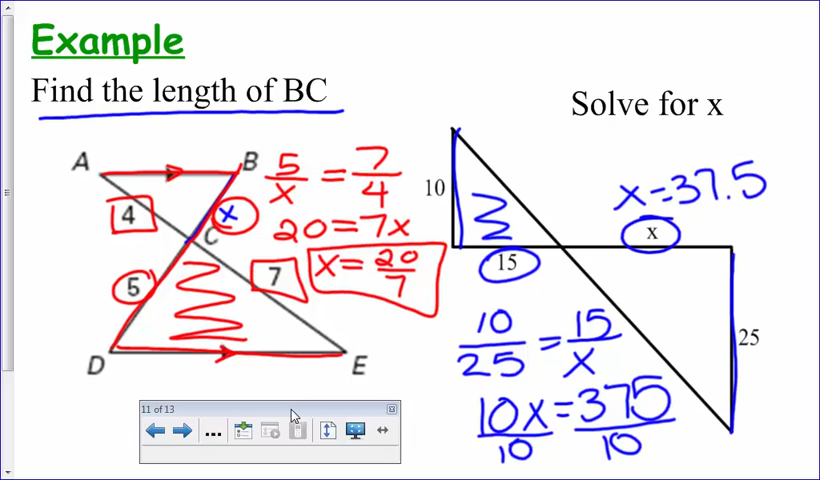 Example
Find the length of BC
A
B
4
x
C
5
7
D
E
5/x = 7/4
20 = 7x
x = 20/7
Solve for x
10
x=37.5
x
15
25
10/25 = 15/x
10x/10 = 375/10
11 of 13
...